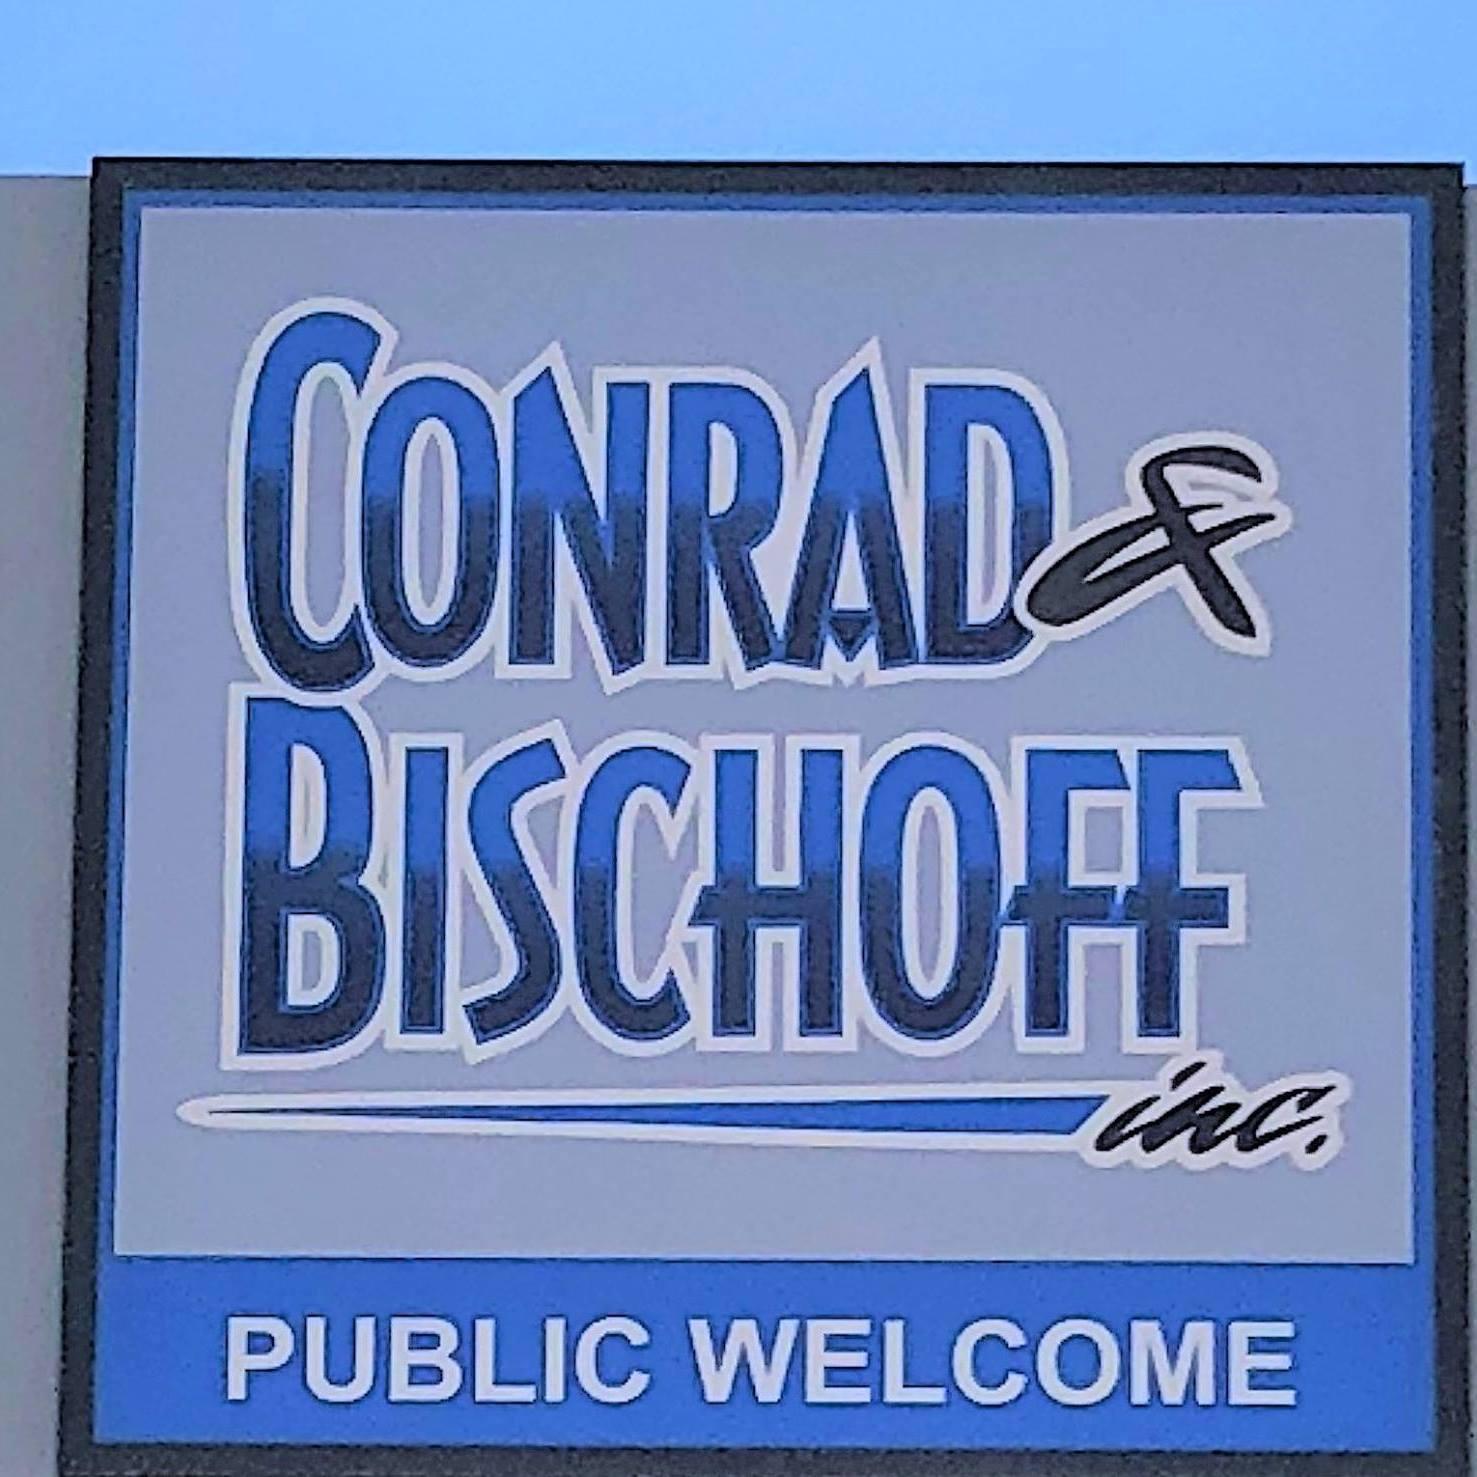 CONRAD &
BISCHOFF
inc.
PUBLIC WELCOME